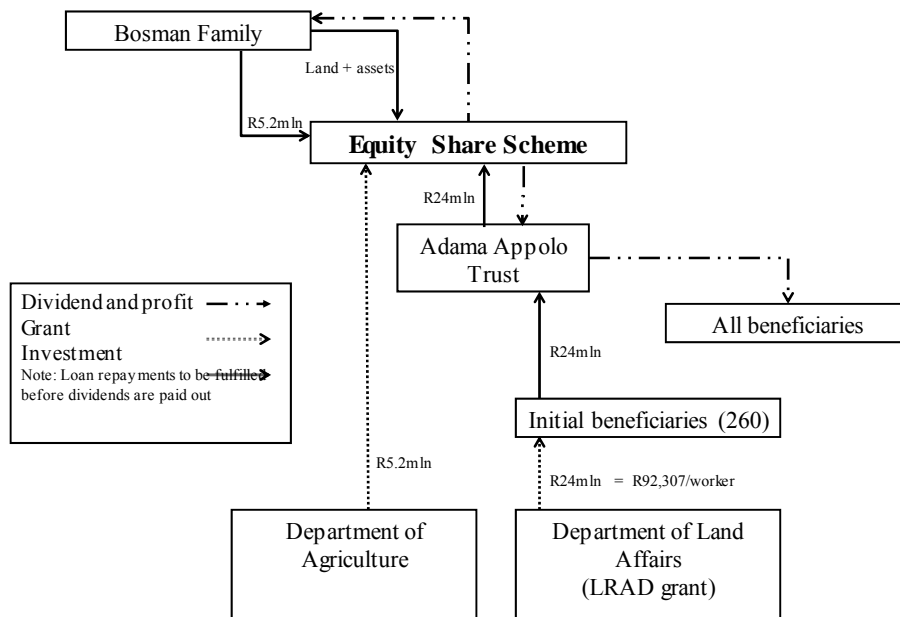 Bosman Family
Land + assets
R5.2mln
Equity Share Scheme
R24mln
Adama Appolo
Trust
Dividend and profit
Grant
Investment
Note: Loan repayments to be fulfilled
before dividends are paid out
All beneficiaries
R24mln
Initial beneficiaries (260)
R5.2mln
R24mln = R92,307/worker
Department of
Agriculture
Department of Land
Affairs
(LRAD grant)